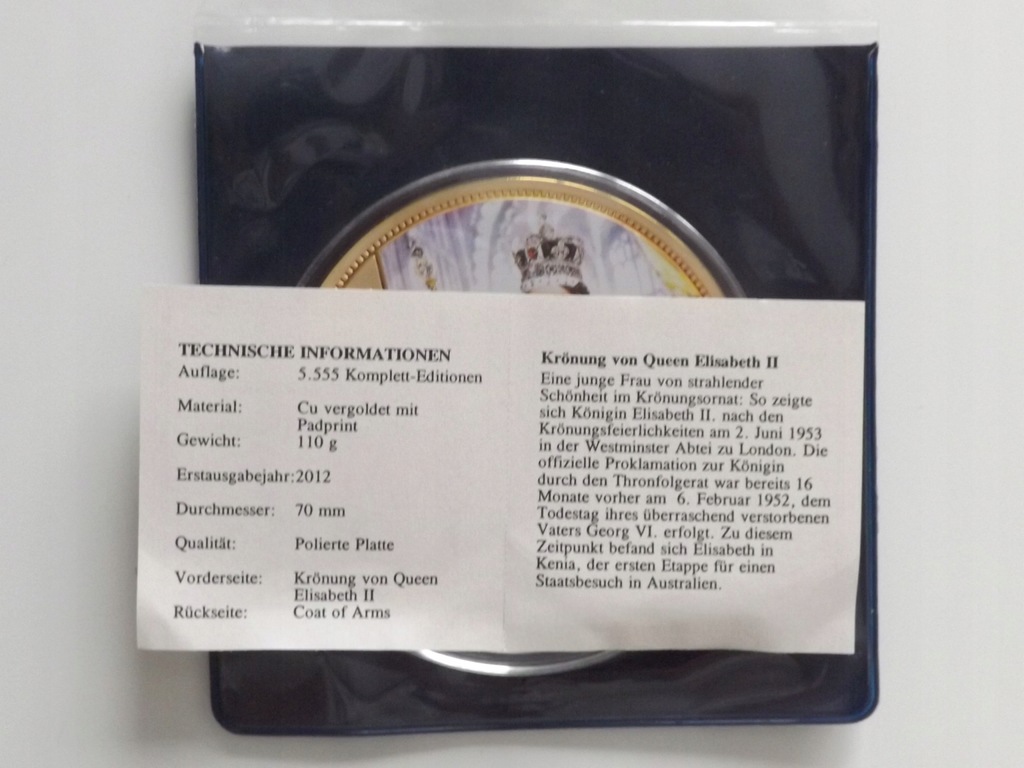 TECHNISCHE INFORMATIONEN
Auflage: 5.555 Komplett-Editionen
Material: Cu vergoldet mit
Padprint
Gewicht: 110 g
Erstausgabejahr:2012
Durchmesser: 70 mm
Qualität: Polierte Platte
Vorderseite: Krönung von Queen
Elisabeth II
Rückseite: Coat of Arms
Krönung von Queen Elisabeth II
Eine junge Frau von strahlender
Schönheit im Krönungsornat: So zeigte
sich Königin Elisabeth II. nach den
Krönungsfeierlichkeiten am 2. Juni 1953
in der Westminster Abtei zu London. Die
offizielle Proklamation zur Königin
durch den Thronfolgerat war bereits 16
Monate vorher am 6. Februar 1952, dem
Todestag ihres überraschend verstorbenen
Vaters Georg VI. erfolgt. Zu diesem
Zeitpunkt befand sich Elisabeth in
Kenia, der ersten Etappe für einen
Staatsbesuch in Australien.